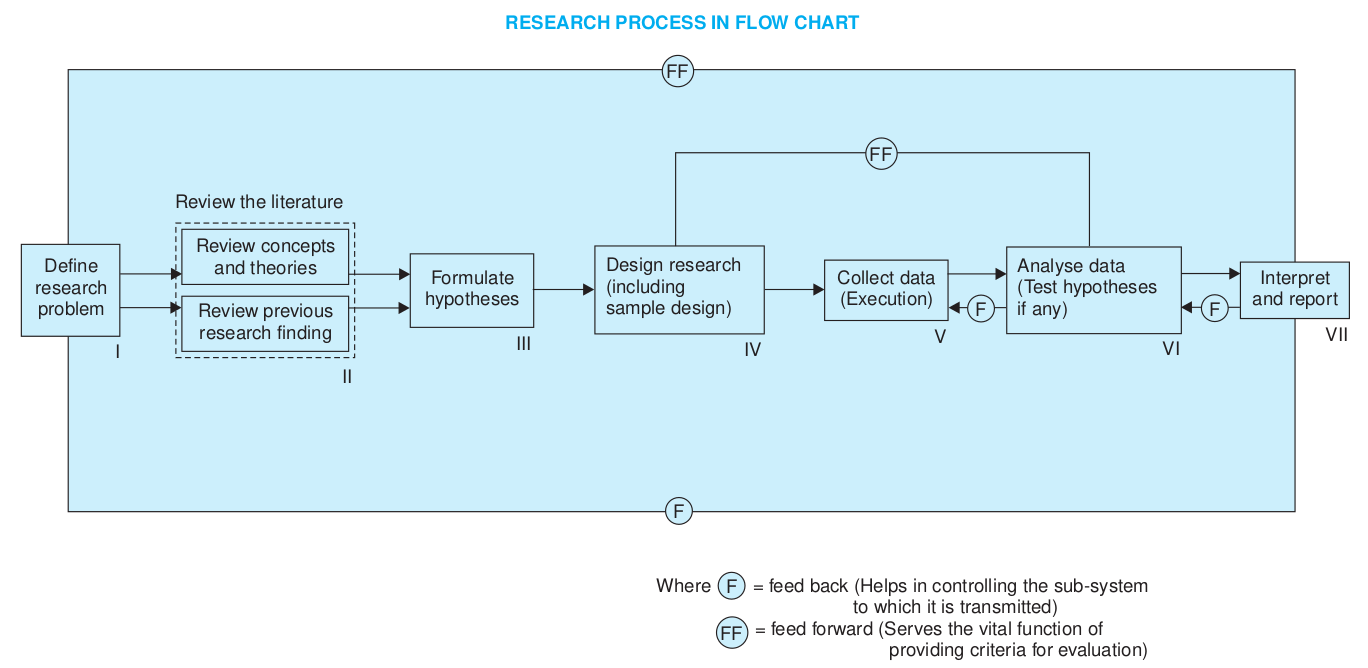 RESEARCH PROCESS IN FLOW CHART
FF
FF
Review the literature
Define
research
problem
I
Review concepts
and theories
Review previous
research finding
II
Formulate
hypotheses
III
Design research
(including
sample design)
IV
Collect data
(Execution)
V
F
Analyse data
(Test hypotheses
if any)
VI
F
Interpret
and report
VII
F
Where F = feed back (Helps in controlling the sub-system
to which it is transmitted)
FF = feed forward (Serves the vital function of
providing criteria for evaluation)